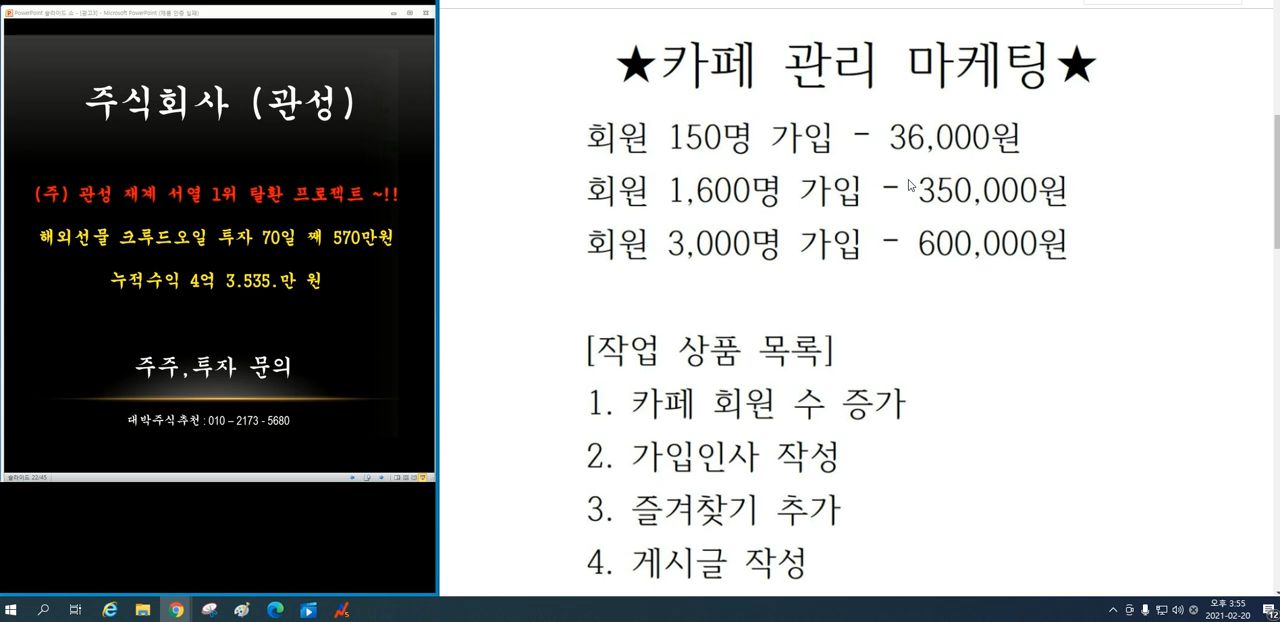 PowerPoint 슬라이드 쇼 - [광고지 - Microsoft PowerPoint (제품 인증 실패)
주식회사 (관성)
(주) 관성 재계 서열 1위 탈환 프로젝트 ~!!
해외선물 크루드오일 투자 70일 째 570만원
누적수익 4억 3.535.만 원
주주,투자 문의
대박주식추천 : 010 – 2173 - 5680
슬라이드 22/45
★카페 관리 마케팅★
회원 150명 가입 - 36,000원
회원 1,600명 가입 - 350,000원
회원 3,000명 가입 - 600,000원
[작업 상품 목록]
1. 카페 회원 수 증가
2. 가입인사 작성
3. 즐겨찾기 추가
4. 게시글 작성
오후 3:55
2021-02-20
12